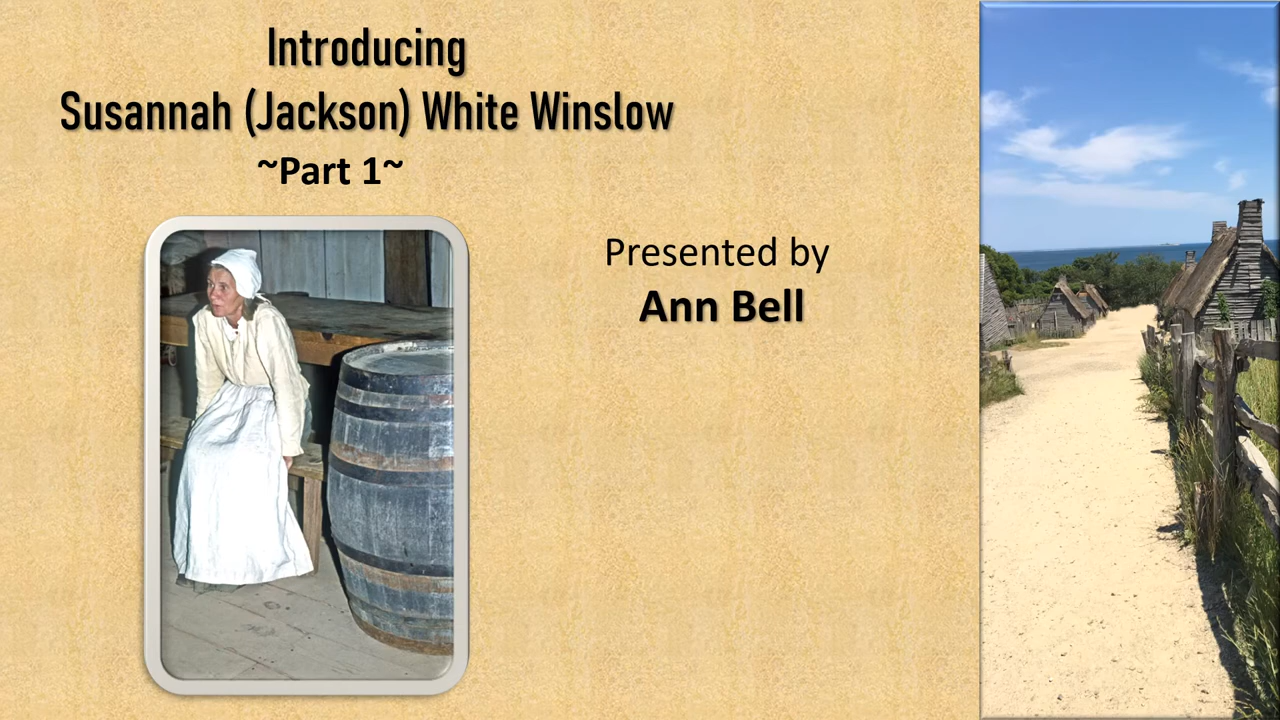 Introducing
Susannah (Jackson) White Winslow
~Part 1~
Presented by
Ann Bell